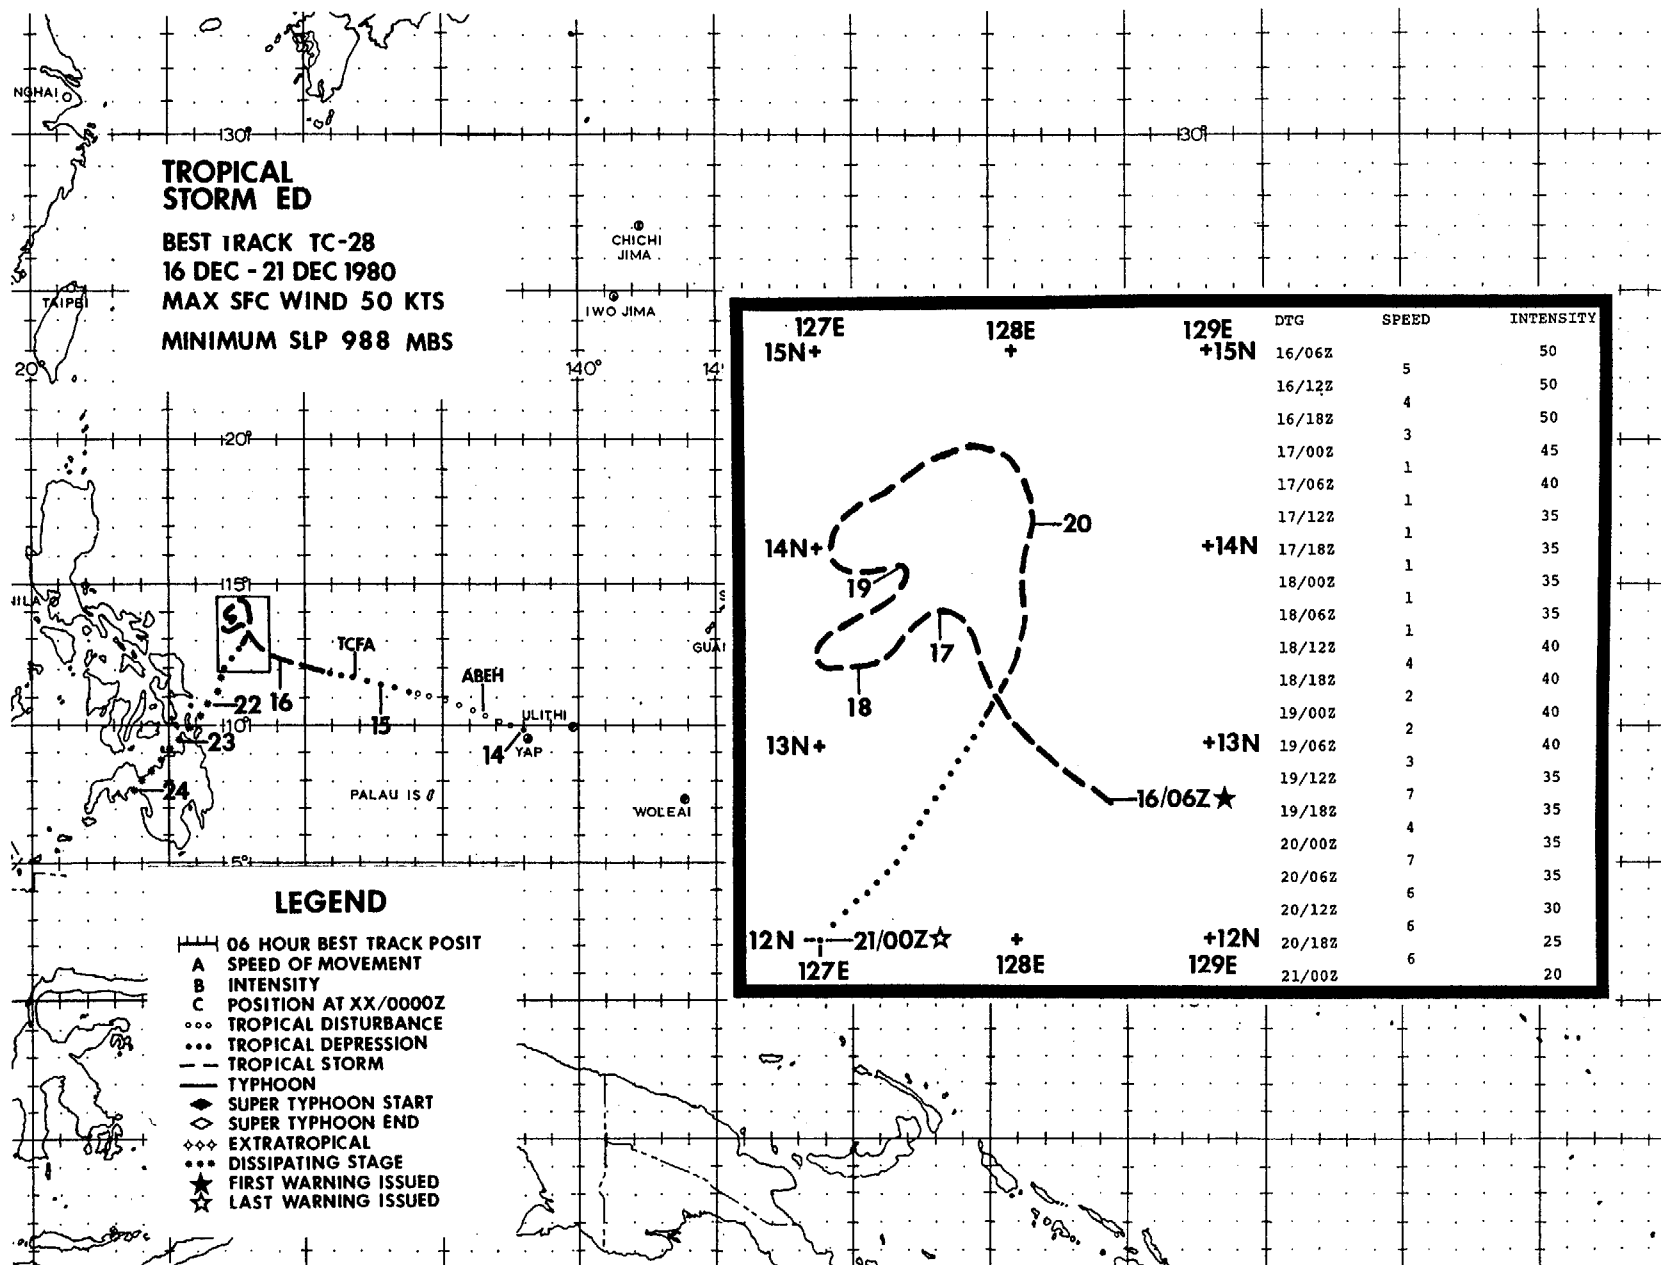 NGHAI
30°
30°
TROPICAL
STORM ED
BEST TRACK TC-28
16 DEC - 21 DEC 1980
MAX SFC WIND 50 KTS
MINIMUM SLP 988 MBS
CHICHI
JIMA
TAIPEI
IWO JIMA
20°
140°
20°
15°
TCFA
ABEH
GUA
22
16
15
ULITHI
10°
14
YAP
23
24
PALAU IS
WOLEAI
5°
127E 128E 129E
15N+ + +15N
14N+ +14N
13N+ +13N
12N + +12N
127E 128E 129E
20
19
17
18
16/06Z
21/00Z
DTG SPEED INTENSITY
16/06Z 50
5
16/12Z 50
4
16/18Z 50
3
17/00Z 45
1
17/06Z 40
1
17/12Z 35
1
17/18Z 35
1
18/00Z 35
1
18/06Z 35
1
18/12Z 40
4
18/18Z 40
2
19/00Z 40
2
19/06Z 40
3
19/12Z 35
7
19/18Z 35
4
20/00Z 35
7
20/06Z 35
6
20/12Z 30
6
20/18Z 25
6
21/00Z 20
LEGEND
06 HOUR BEST TRACK POSIT
A SPEED OF MOVEMENT
B INTENSITY
C POSITION AT XX/0000Z
TROPICAL DISTURBANCE
TROPICAL DEPRESSION
TROPICAL STORM
TYPHOON
SUPER TYPHOON START
SUPER TYPHOON END
EXTRATROPICAL
DISSIPATING STAGE
FIRST WARNING ISSUED
LAST WARNING ISSUED